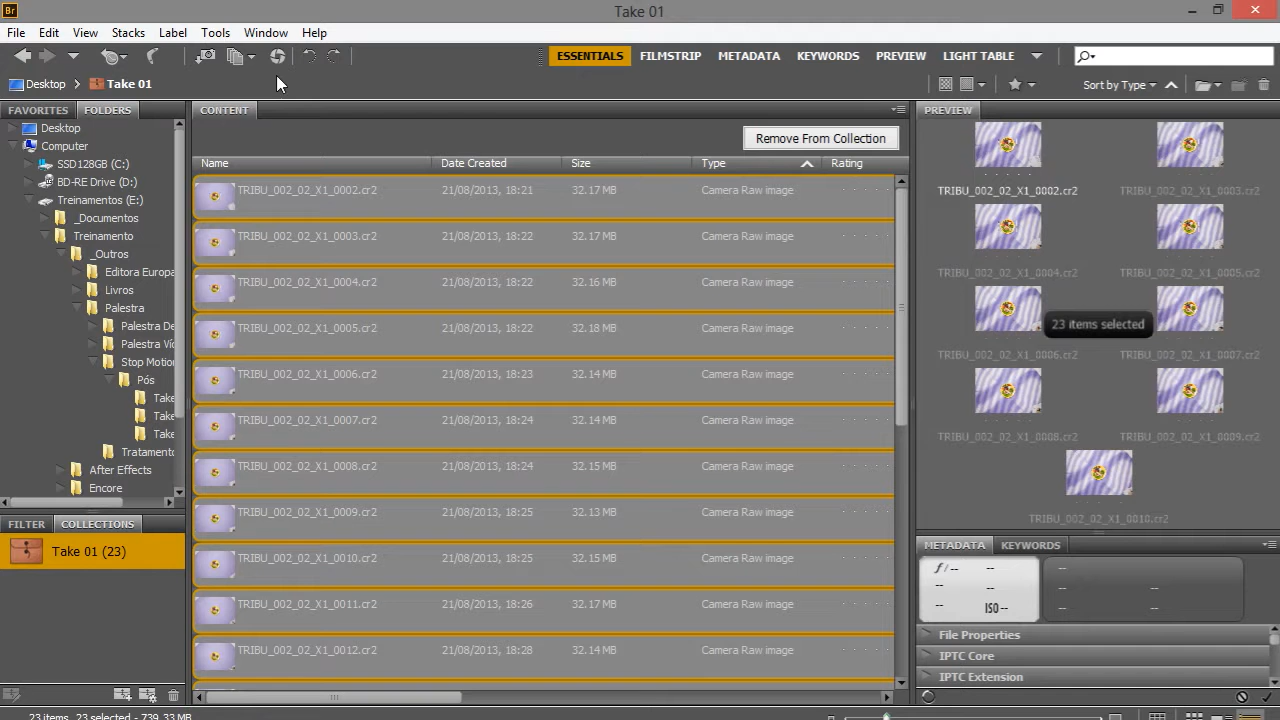 Br
Take 01
File Edit View Stacks Label Tools Window Help
ESSENTIALS FILMSTRIP METADATA KEYWORDS PREVIEW LIGHT TABLE
Desktop Take 01
Sort by Type
FAVORITES FOLDERS
CONTENT
PREVIEW
Desktop
Computer
SSD128GB (C:)
BD-RE Drive (D:)
Treinamentos (E:)
_Documentos
Treinamento
_Outros
Editora Europa
Livros
Palestra
Palestra De
Palestra Ví
Stop Motion
Pós
Take
Take
Take
Tratamento
After Effects
Encore
FILTER COLLECTIONS
Take 01 (23)
Remove From Collection
Name Date Created Size Type Rating
TRIBU_002_02_X1_0002.cr2 21/08/2013, 18:21 32.17 MB Camera Raw image
TRIBU_002_02_X1_0003.cr2 21/08/2013, 18:22 32.17 MB Camera Raw image
TRIBU_002_02_X1_0004.cr2 21/08/2013, 18:22 32.16 MB Camera Raw image
TRIBU_002_02_X1_0005.cr2 21/08/2013, 18:22 32.18 MB Camera Raw image
TRIBU_002_02_X1_0006.cr2 21/08/2013, 18:23 32.14 MB Camera Raw image
TRIBU_002_02_X1_0007.cr2 21/08/2013, 18:24 32.14 MB Camera Raw image
TRIBU_002_02_X1_0008.cr2 21/08/2013, 18:24 32.15 MB Camera Raw image
TRIBU_002_02_X1_0009.cr2 21/08/2013, 18:25 32.13 MB Camera Raw image
TRIBU_002_02_X1_0010.cr2 21/08/2013, 18:25 32.15 MB Camera Raw image
TRIBU_002_02_X1_0011.cr2 21/08/2013, 18:26 32.17 MB Camera Raw image
TRIBU_002_02_X1_0012.cr2 21/08/2013, 18:28 32.14 MB Camera Raw image
TRIBU_002_02_X1_0002.cr2 TRIBU_002_02_X1_0003.cr2
TRIBU_002_02_X1_0004.cr2 TRIBU_002_02_X1_0005.cr2
23 items selected
TRIBU_002_02_X1_0006.cr2 TRIBU_002_02_X1_0007.cr2
TRIBU_002_02_X1_0008.cr2 TRIBU_002_02_X1_0009.cr2
TRIBU_002_02_X1_0010.cr2
METADATA KEYWORDS
ƒ/-- -- --
-- -- -- --
-- ISO-- -- --
File Properties
IPTC Core
IPTC Extension
23 items, 23 selected - 739.33 MB